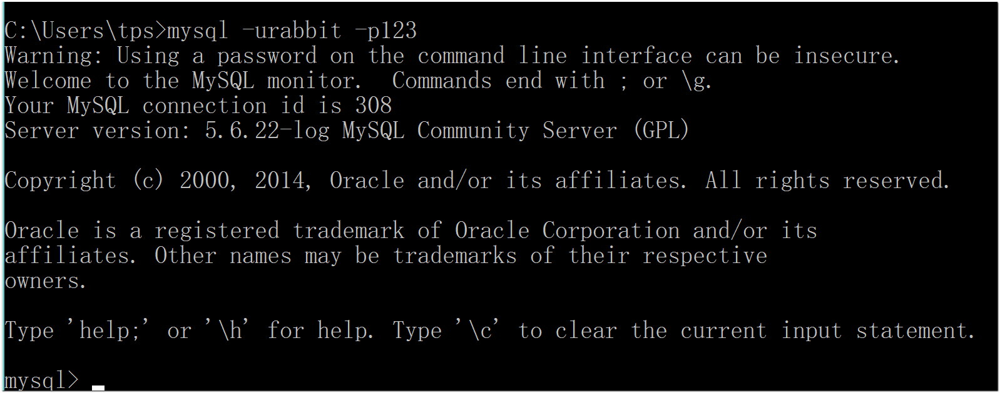 C:\Users\tps>mysql -urabbit -p123
Warning: Using a password on the command line interface can be insecure.
Welcome to the MySQL monitor.  Commands end with ; or \g.
Your MySQL connection id is 308
Server version: 5.6.22-log MySQL Community Server (GPL)
Copyright (c) 2000, 2014, Oracle and/or its affiliates. All rights reserved.
Oracle is a registered trademark of Oracle Corporation and/or its
affiliates. Other names may be trademarks of their respective
owners.
Type 'help;' or '\h' for help. Type '\c' to clear the current input statement.
mysql>